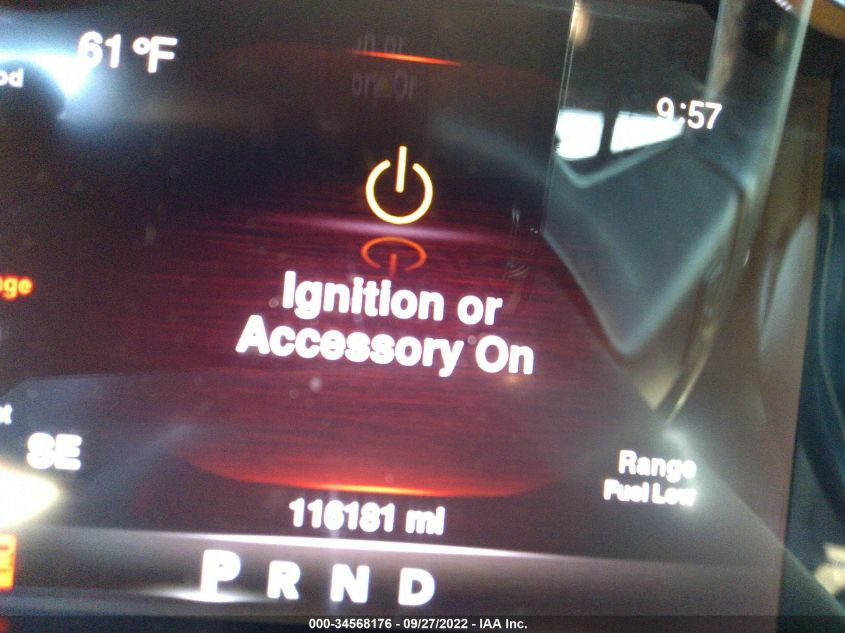 61 °F
9:57
Ignition or
Accessory On
SE
Range
Fuel Low
116181 mi
P R N D
000-34568176 - 09/27/2022 - IAA Inc.